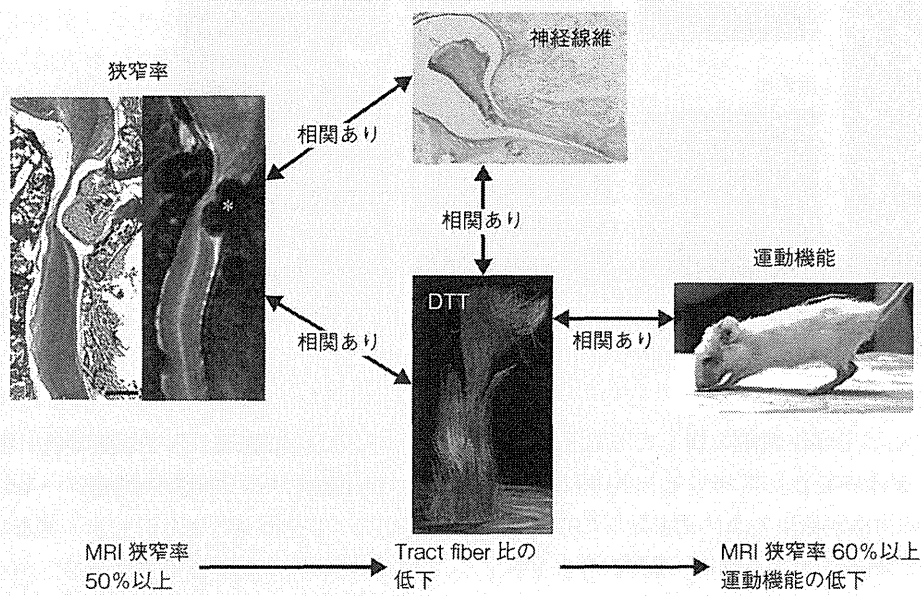 狭窄率
神経線維
相関あり
*
相関あり
運動機能
DTT
相関あり
相関あり
MRI 狭窄率
50%以上
Tract fiber 比の
低下
MRI 狭窄率 60%以上
運動機能の低下